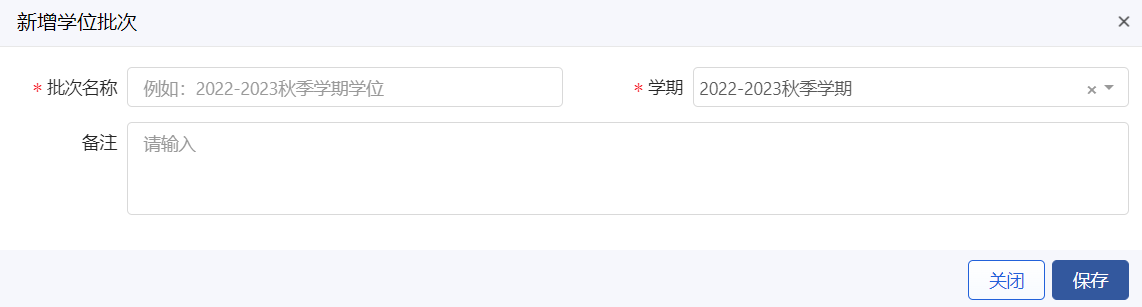 新增学位批次
* 批次名称 例如：2022-2023秋季学期学位 * 学期 2022-2023秋季学期
备注 请输入
关闭 保存